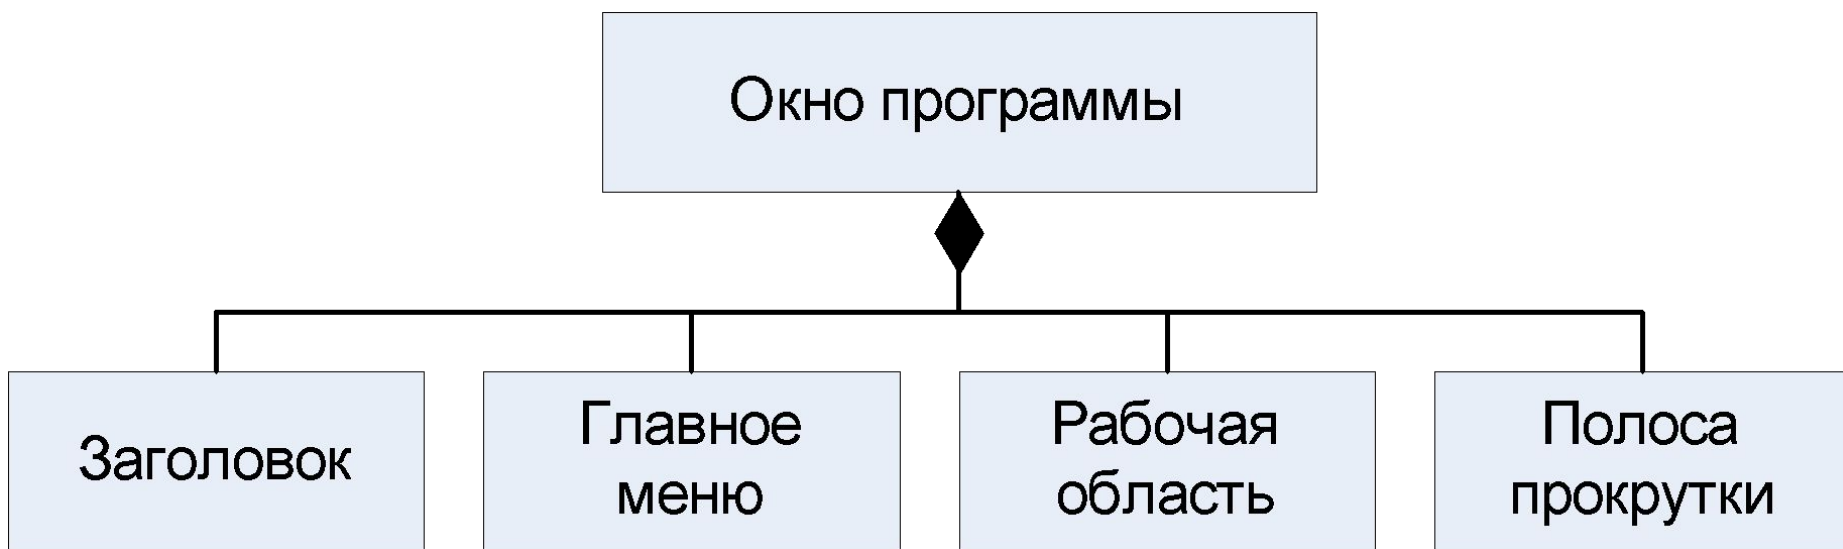 Окно программы
Заголовок
Главное
меню
Рабочая
область
Полоса
прокрутки